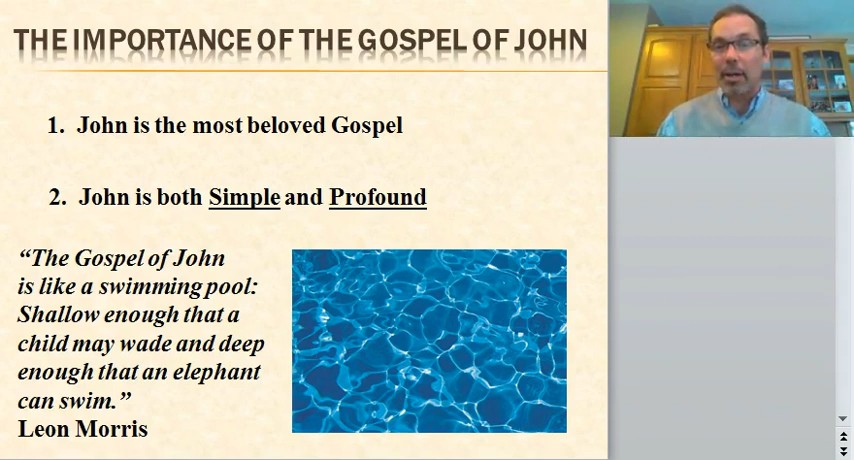 THE IMPORTANCE OF THE GOSPEL OF JOHN
1. John is the most beloved Gospel
2. John is both Simple and Profound
“The Gospel of John
is like a swimming pool:
Shallow enough that a
child may wade and deep
enough that an elephant
can swim.”
Leon Morris